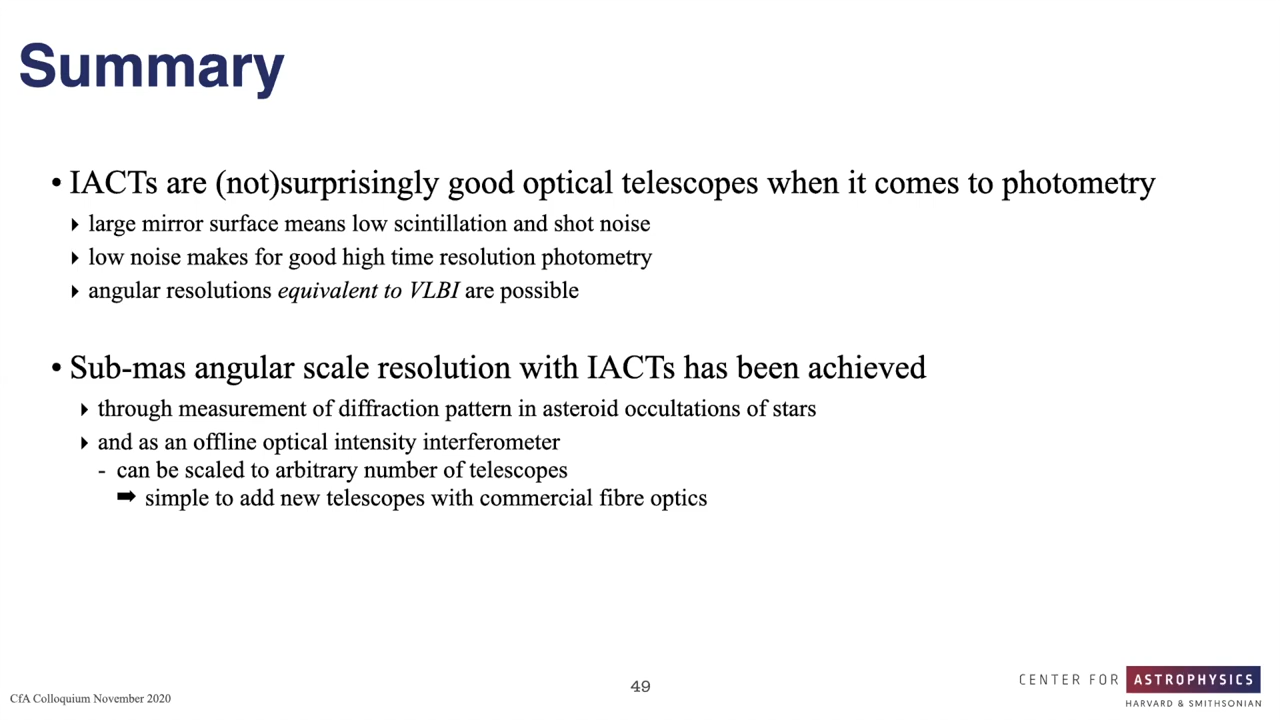 Summary
• IACTs are (not)surprisingly good optical telescopes when it comes to photometry
‣ large mirror surface means low scintillation and shot noise
‣ low noise makes for good high time resolution photometry
‣ angular resolutions equivalent to VLBI are possible
• Sub-mas angular scale resolution with IACTs has been achieved
‣ through measurement of diffraction pattern in asteroid occultations of stars
‣ and as an offline optical intensity interferometer
- can be scaled to arbitrary number of telescopes
➡ simple to add new telescopes with commercial fibre optics
CfA Colloquium November 2020
49
CENTER FOR ASTROPHYSICS
HARVARD & SMITHSONIAN